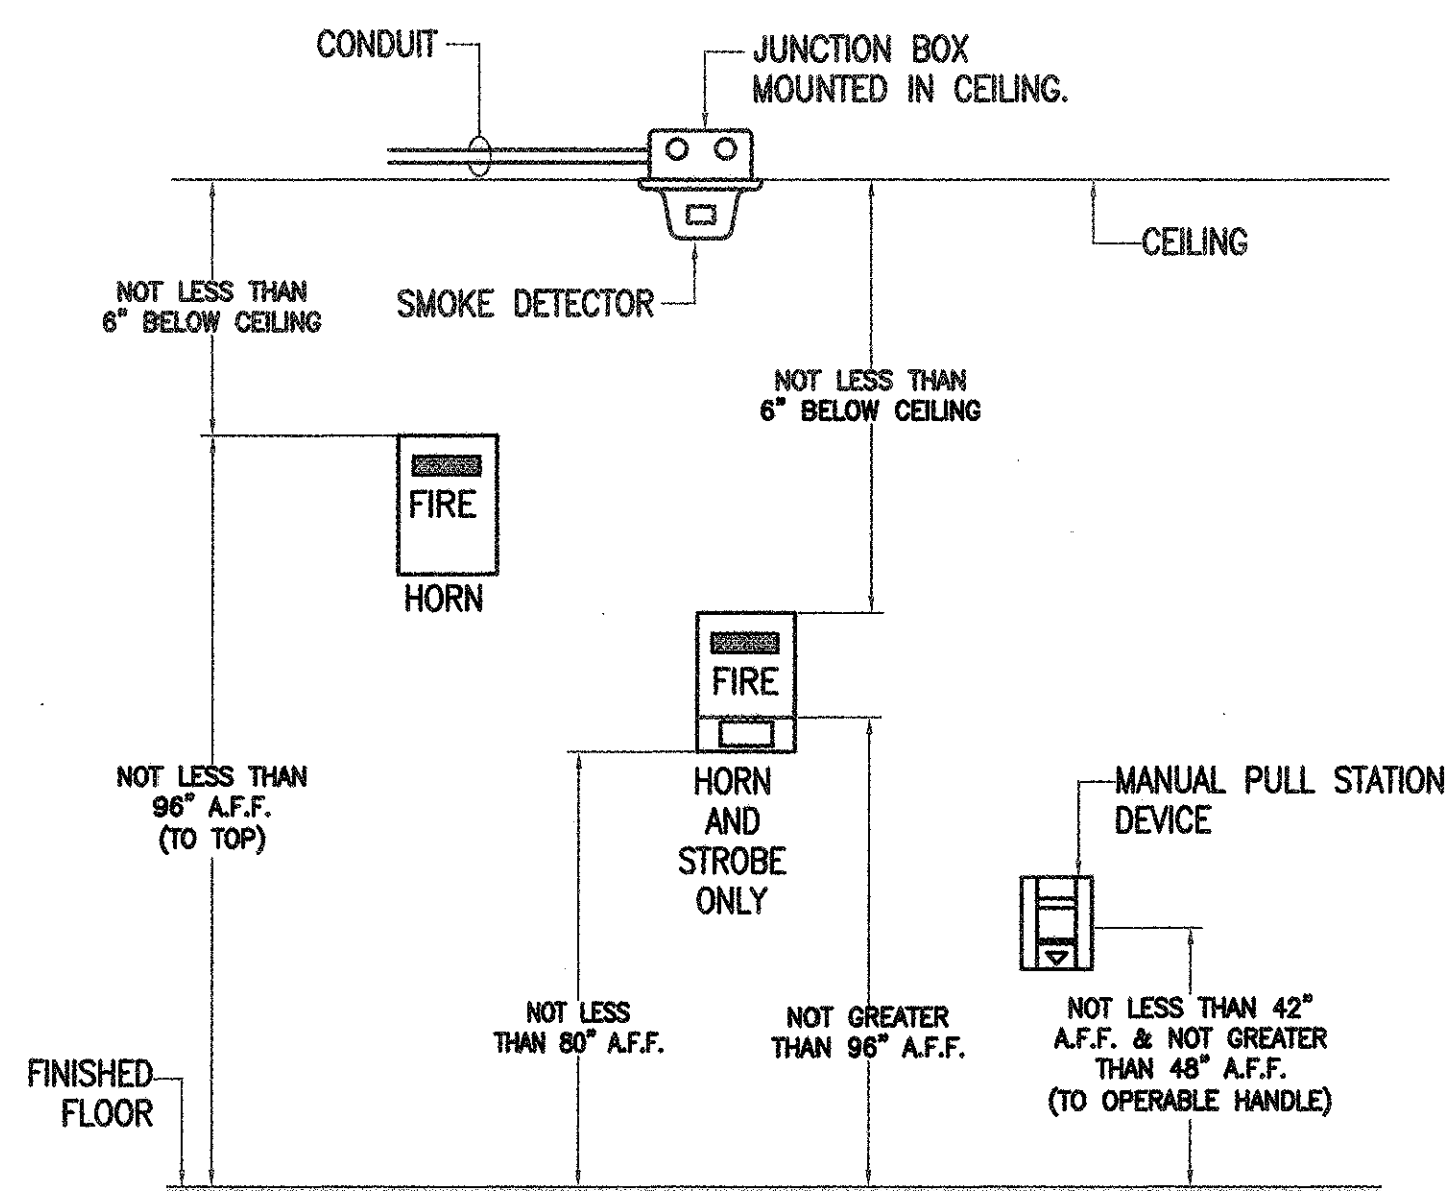 CONDUIT
JUNCTION BOX
MOUNTED IN CEILING.
CEILING
NOT LESS THAN
6" BELOW CEILING
SMOKE DETECTOR
NOT LESS THAN
6" BELOW CEILING
FIRE
HORN
FIRE
HORN
AND
STROBE
ONLY
NOT LESS THAN
96" A.F.F.
(TO TOP)
MANUAL PULL STATION
DEVICE
NOT LESS
THAN 80" A.F.F.
NOT GREATER
THAN 96" A.F.F.
NOT LESS THAN 42"
A.F.F. & NOT GREATER
THAN 48" A.F.F.
(TO OPERABLE HANDLE)
FINISHED
FLOOR